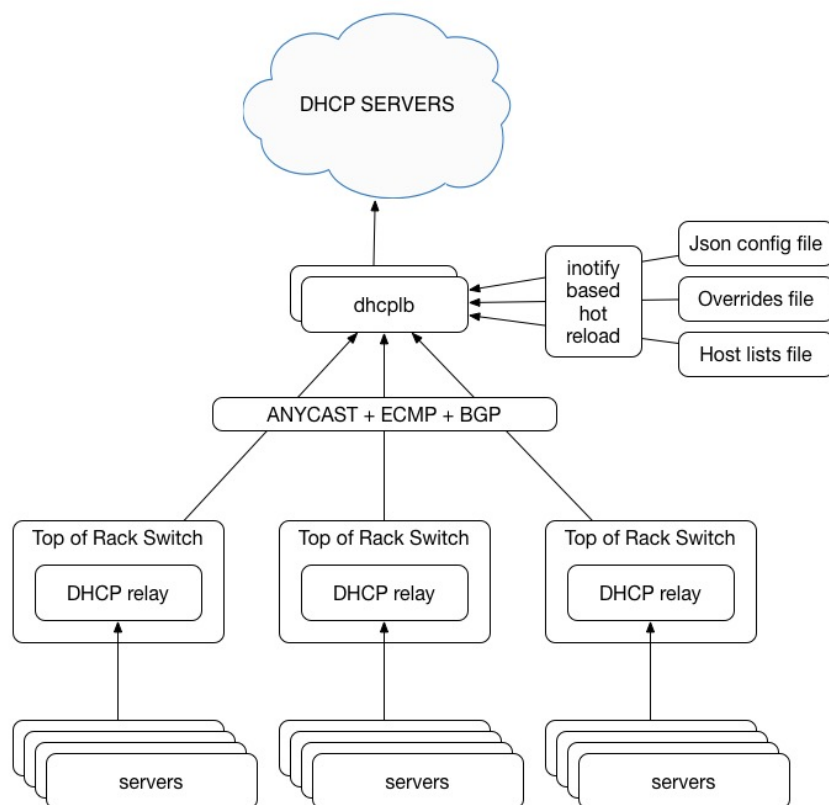 DHCP SERVERS
dhcplb
inotify
based
hot
reload
Json config file
Overrides file
Host lists file
ANYCAST + ECMP + BGP
Top of Rack Switch
DHCP relay
Top of Rack Switch
DHCP relay
Top of Rack Switch
DHCP relay
servers
servers
servers